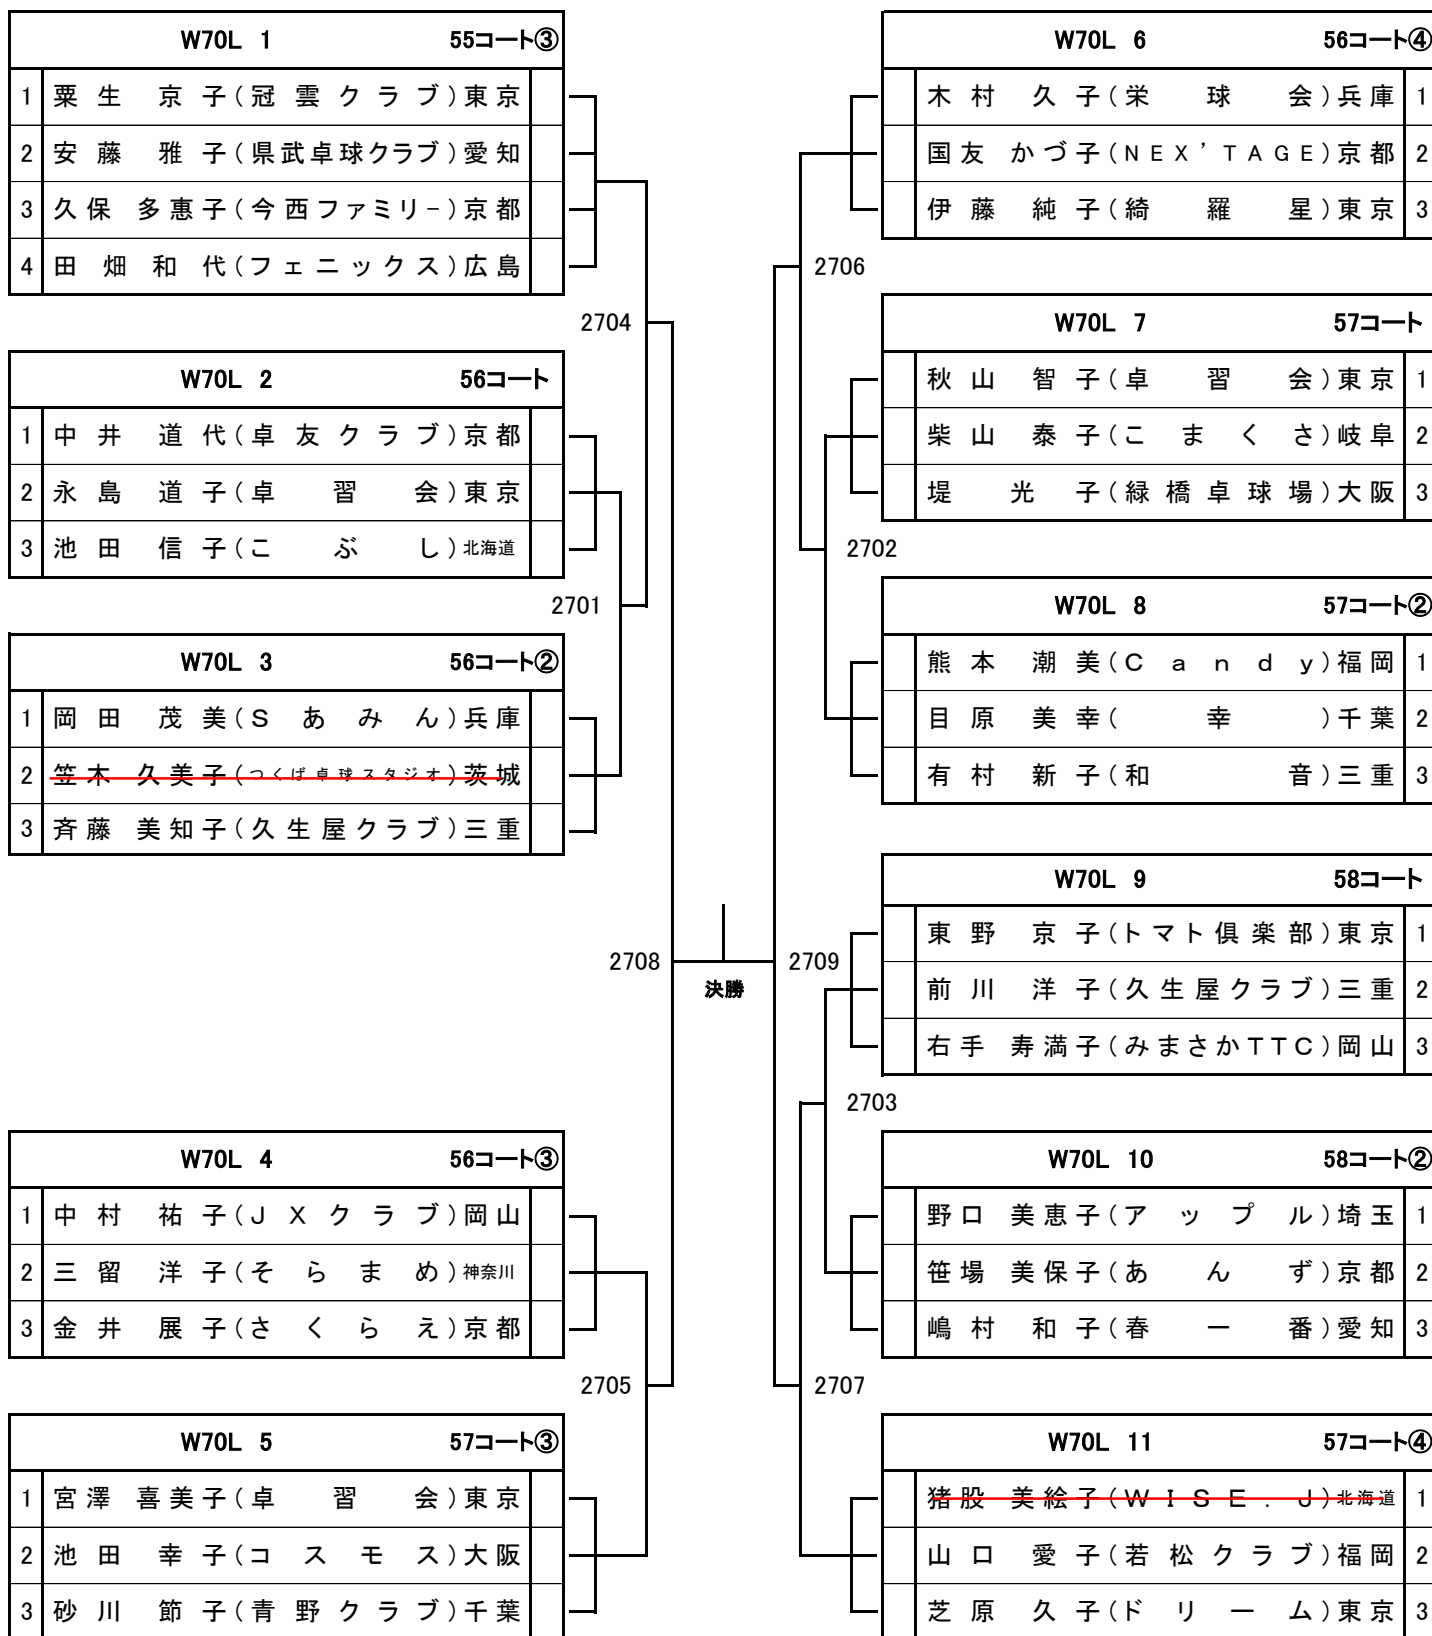 W70L 1 55コート③
1 粟生 京子(冠雲クラブ)東京
2 安藤 雅子(県武卓球クラブ)愛知
3 久保 多恵子(今西ファミリー)京都
4 田畑 和代(フェニックス)広島
2704
W70L 2 56コート
1 中井 道代(卓友クラブ)京都
2 永島 道子(卓習会)東京
3 池田 信子(こぶし)北海道
2701
W70L 3 56コート②
1 岡田 茂美(Sあみん)兵庫
2 笠木 久美子(つくば卓球スタジオ)茨城
3 斉藤 美知子(久生屋クラブ)三重
2708
決勝
W70L 4 56コート③
1 中村 祐子(JXクラブ)岡山
2 三留 洋子(そらまめ)神奈川
3 金井 展子(さくらえ)京都
2705
W70L 5 57コート③
1 宮澤 喜美子(卓習会)東京
2 池田 幸子(コスモス)大阪
3 砂川 節子(青野クラブ)千葉
W70L 6 56コート④
木村 久子(栄球会)兵庫 1
国友 かづ子(NEX'TAGE)京都 2
伊藤 純子(綺羅星)東京 3
2706
W70L 7 57コート
秋山 智子(卓習会)東京 1
柴山 泰子(こまくさ)岐阜 2
堤 光子(緑橋卓球場)大阪 3
2702
W70L 8 57コート②
熊本 潮美(Candy)福岡 1
目原 美幸(幸)千葉 2
有村 新子(和音)三重 3
2709
W70L 9 58コート
東野 京子(トマト倶楽部)東京 1
前川 洋子(久生屋クラブ)三重 2
右手 寿満子(みまさかTTC)岡山 3
2703
W70L 10 58コート②
野口 美恵子(アップル)埼玉 1
笹場 美保子(あんず)京都 2
嶋村 和子(春一番)愛知 3
2707
W70L 11 57コート④
猪股 美絵子(WISE.J)北海道 1
山口 愛子(若松クラブ)福岡 2
芝原 久子(ドリーム)東京 3